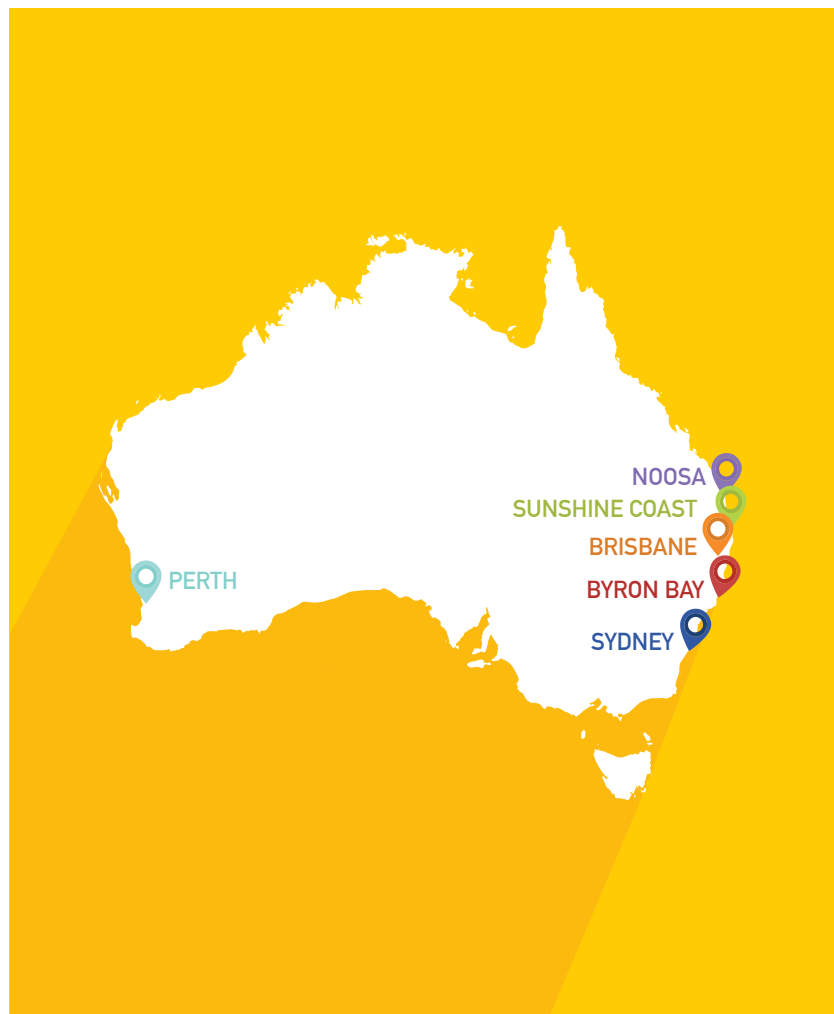 NOOSA
SUNSHINE COAST
BRISBANE
PERTH
BYRON BAY
SYDNEY